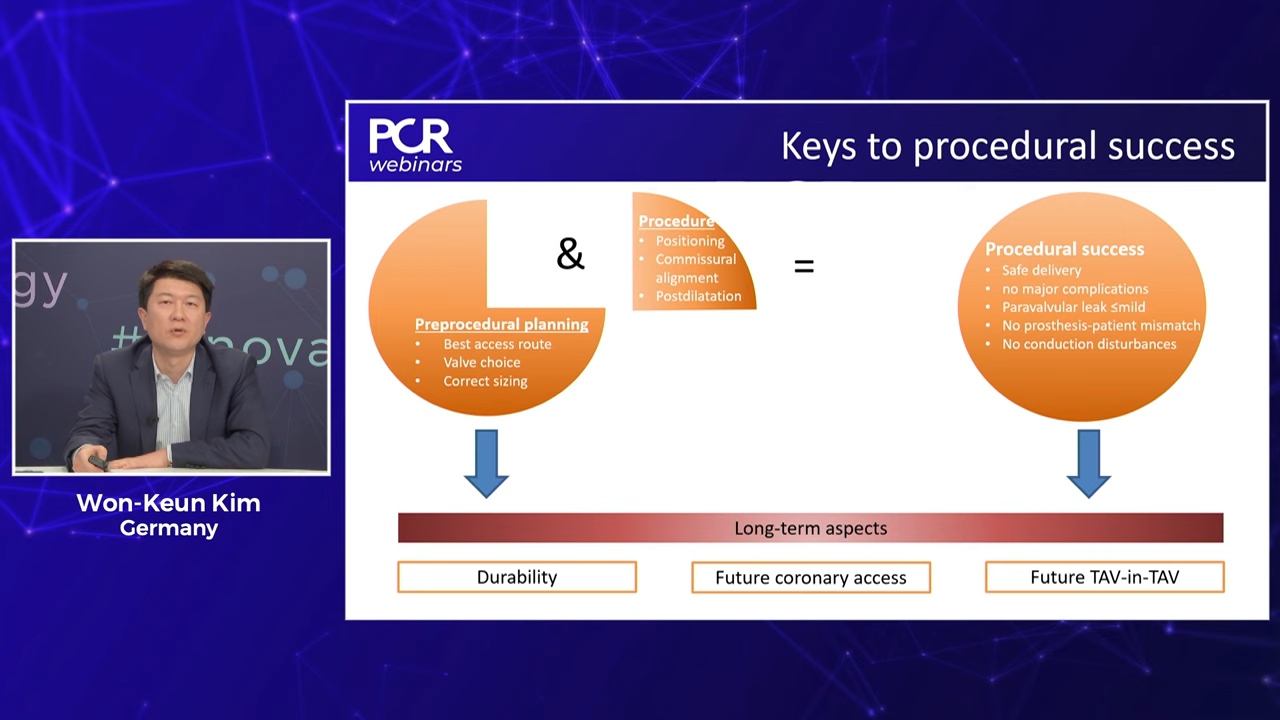 PCR
webinars
Keys to procedural success
Preprocedural planning
• Best access route
• Valve choice
• Correct sizing
&
Procedure
• Positioning
• Commissural
alignment
• Postdilatation
=
Procedural success
• Safe delivery
• no major complications
• Paravalvular leak ≤mild
• No prosthesis-patient mismatch
• No conduction disturbances
Long-term aspects
Durability
Future coronary access
Future TAV-in-TAV
gy
#
nova
Won-Keun Kim
Germany